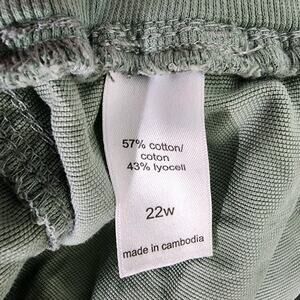 57% cotton/
coton
43% lyocell
22w
made in cambodia